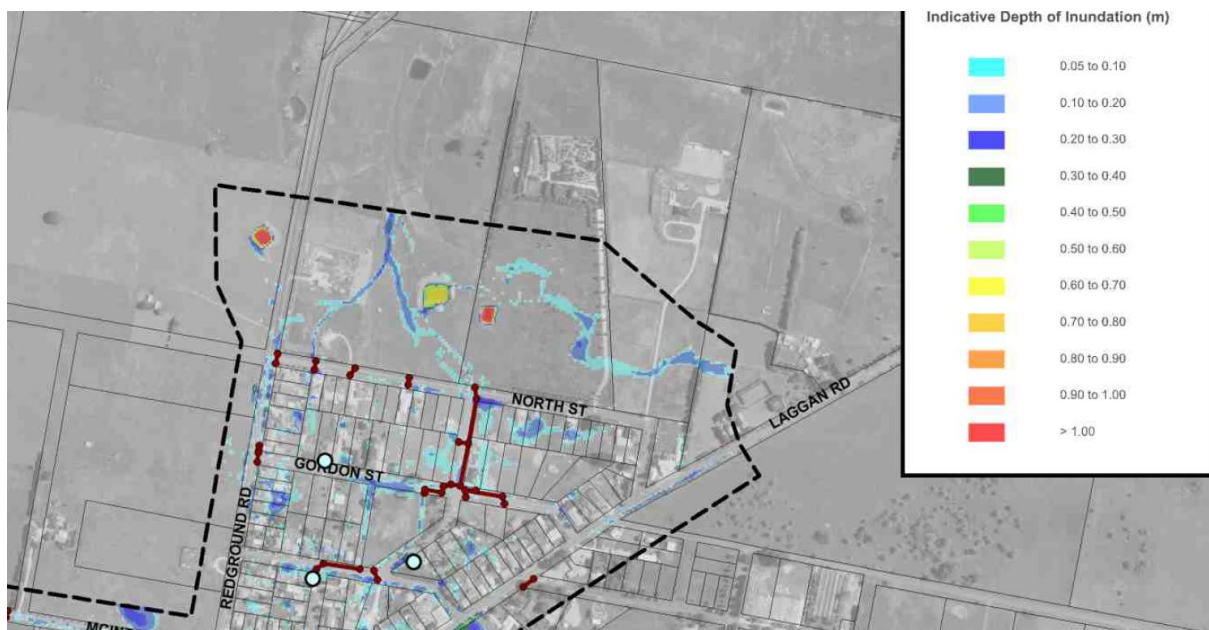 Indicative Depth of Inundation (m)
0.05 to 0.10
0.10 to 0.20
0.20 to 0.30
0.30 to 0.40
0.40 to 0.50
0.50 to 0.60
0.60 to 0.70
0.70 to 0.80
0.80 to 0.90
0.90 to 1.00
> 1.00
NORTH ST
LAGGAN RD
GORDON ST
REDGROUND RD